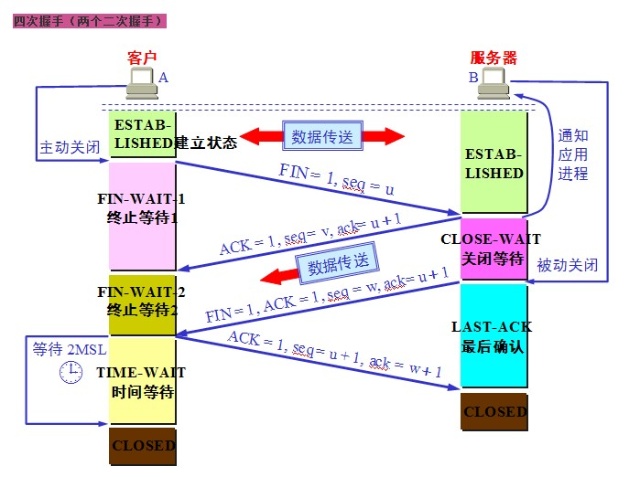 四次握手（两个二次握手）
客户
服务器
A
B
ESTAB-
LISHED建立状态
数据传送
主动关闭
通知
应用
进程
ESTAB-
LISHED
FIN= 1, seq = u
FIN-WAIT-1
终止等待1
ACK = 1, seq= v, ack= u+1
CLOSE-WAIT
关闭等待
数据传送
被动关闭
FIN-WAIT-2
终止等待2
FIN=1, ACK = 1, seq = w, ack= u+1
LAST-ACK
最后确认
ACK = 1, seq= u+1, ack = w+1
等待 2MSL
TIME-WAIT
时间等待
CLOSED
CLOSED